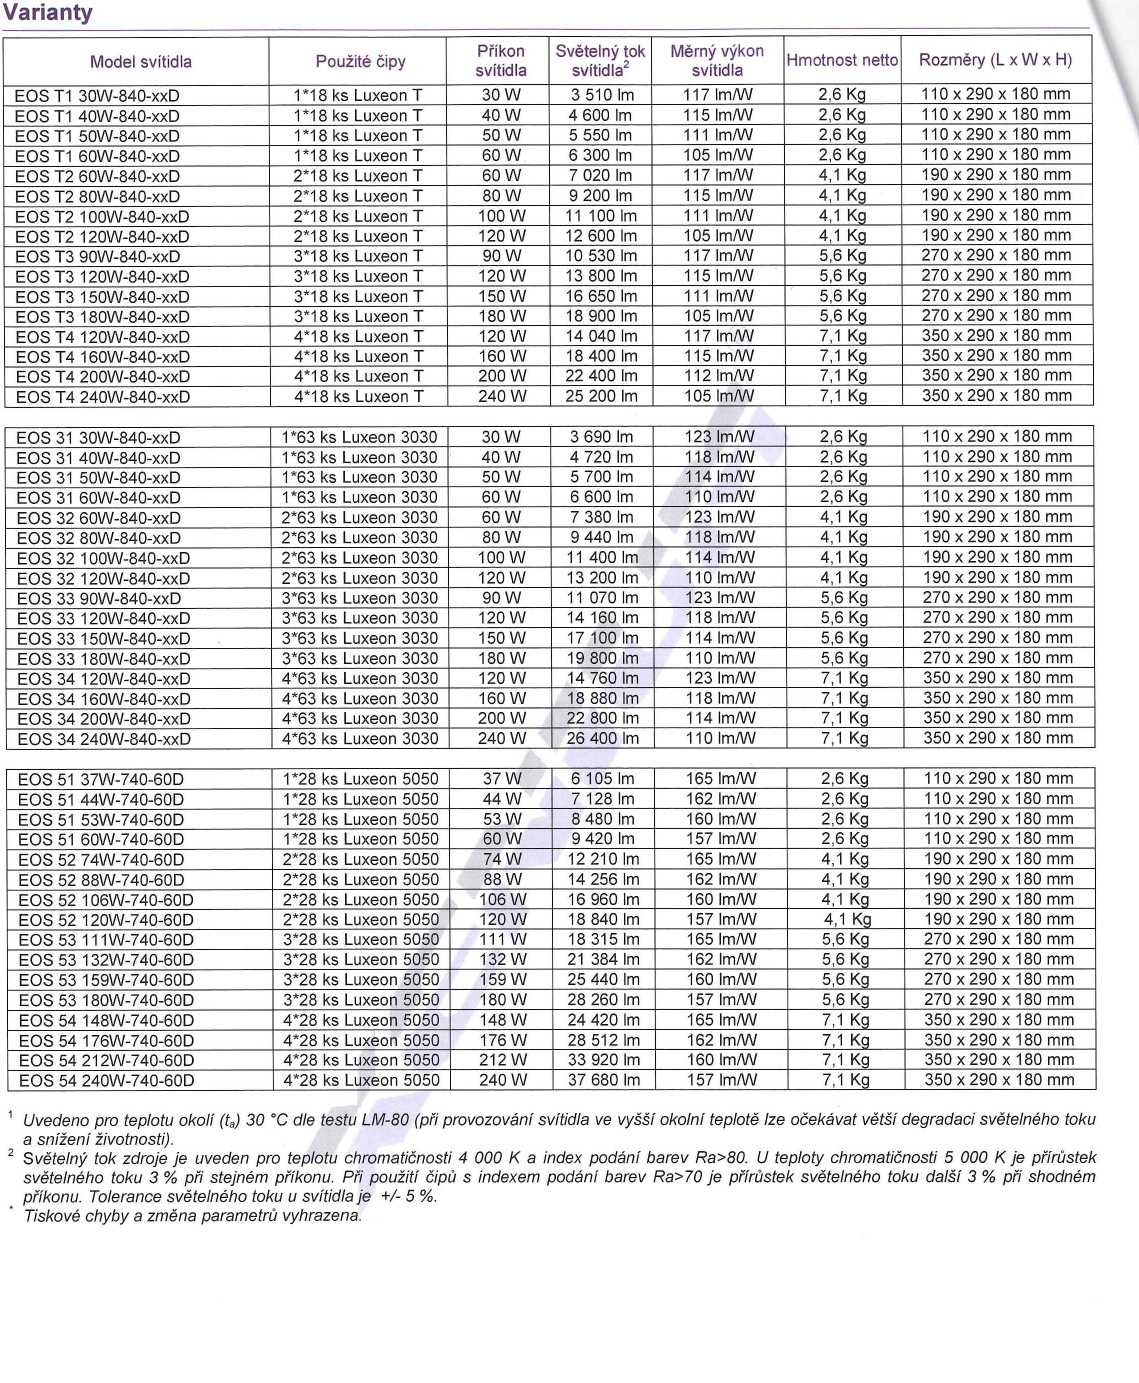 Varianty
Model svítidla Použité čipy Příkon svítidla Světelný tok svítidla² Měrný výkon svítidla Hmotnost netto Rozměry (L x W x H)
EOS T1 30W-840-xxD 1*18 ks Luxeon T 30 W 3 510 lm 117 lm/W 2,6 Kg 110 x 290 x 180 mm
EOS T1 40W-840-xxD 1*18 ks Luxeon T 40 W 4 600 lm 115 lm/W 2,6 Kg 110 x 290 x 180 mm
EOS T1 50W-840-xxD 1*18 ks Luxeon T 50 W 5 550 lm 111 lm/W 2,6 Kg 110 x 290 x 180 mm
EOS T1 60W-840-xxD 1*18 ks Luxeon T 60 W 6 300 lm 105 lm/W 2,6 Kg 110 x 290 x 180 mm
EOS T2 60W-840-xxD 2*18 ks Luxeon T 60 W 7 020 lm 117 lm/W 4,1 Kg 190 x 290 x 180 mm
EOS T2 80W-840-xxD 2*18 ks Luxeon T 80 W 9 200 lm 115 lm/W 4,1 Kg 190 x 290 x 180 mm
EOS T2 100W-840-xxD 2*18 ks Luxeon T 100 W 11 100 lm 111 lm/W 4,1 Kg 190 x 290 x 180 mm
EOS T2 120W-840-xxD 2*18 ks Luxeon T 120 W 12 600 lm 105 lm/W 4,1 Kg 190 x 290 x 180 mm
EOS T3 90W-840-xxD 3*18 ks Luxeon T 90 W 10 530 lm 117 lm/W 5,6 Kg 270 x 290 x 180 mm
EOS T3 120W-840-xxD 3*18 ks Luxeon T 120 W 13 800 lm 115 lm/W 5,6 Kg 270 x 290 x 180 mm
EOS T3 150W-840-xxD 3*18 ks Luxeon T 150 W 16 650 lm 111 lm/W 5,6 Kg 270 x 290 x 180 mm
EOS T3 180W-840-xxD 3*18 ks Luxeon T 180 W 18 900 lm 105 lm/W 5,6 Kg 270 x 290 x 180 mm
EOS T4 120W-840-xxD 4*18 ks Luxeon T 120 W 14 040 lm 117 lm/W 7,1 Kg 350 x 290 x 180 mm
EOS T4 160W-840-xxD 4*18 ks Luxeon T 160 W 18 400 lm 115 lm/W 7,1 Kg 350 x 290 x 180 mm
EOS T4 200W-840-xxD 4*18 ks Luxeon T 200 W 22 400 lm 112 lm/W 7,1 Kg 350 x 290 x 180 mm
EOS T4 240W-840-xxD 4*18 ks Luxeon T 240 W 25 200 lm 105 lm/W 7,1 Kg 350 x 290 x 180 mm
EOS 31 30W-840-xxD 1*63 ks Luxeon 3030 30 W 3 690 lm 123 lm/W 2,6 Kg 110 x 290 x 180 mm
EOS 31 40W-840-xxD 1*63 ks Luxeon 3030 40 W 4 720 lm 118 lm/W 2,6 Kg 110 x 290 x 180 mm
EOS 31 50W-840-xxD 1*63 ks Luxeon 3030 50 W 5 700 lm 114 lm/W 2,6 Kg 110 x 290 x 180 mm
EOS 31 60W-840-xxD 1*63 ks Luxeon 3030 60 W 6 600 lm 110 lm/W 2,6 Kg 110 x 290 x 180 mm
EOS 32 60W-840-xxD 2*63 ks Luxeon 3030 60 W 7 380 lm 123 lm/W 4,1 Kg 190 x 290 x 180 mm
EOS 32 80W-840-xxD 2*63 ks Luxeon 3030 80 W 9 440 lm 118 lm/W 4,1 Kg 190 x 290 x 180 mm
EOS 32 100W-840-xxD 2*63 ks Luxeon 3030 100 W 11 400 lm 114 lm/W 4,1 Kg 190 x 290 x 180 mm
EOS 32 120W-840-xxD 2*63 ks Luxeon 3030 120 W 13 200 lm 110 lm/W 4,1 Kg 190 x 290 x 180 mm
EOS 33 90W-840-xxD 3*63 ks Luxeon 3030 90 W 11 070 lm 123 lm/W 5,6 Kg 270 x 290 x 180 mm
EOS 33 120W-840-xxD 3*63 ks Luxeon 3030 120 W 14 160 lm 118 lm/W 5,6 Kg 270 x 290 x 180 mm
EOS 33 150W-840-xxD 3*63 ks Luxeon 3030 150 W 17 100 lm 114 lm/W 5,6 Kg 270 x 290 x 180 mm
EOS 33 180W-840-xxD 3*63 ks Luxeon 3030 180 W 19 800 lm 110 lm/W 5,6 Kg 270 x 290 x 180 mm
EOS 34 120W-840-xxD 4*63 ks Luxeon 3030 120 W 14 760 lm 123 lm/W 7,1 Kg 350 x 290 x 180 mm
EOS 34 160W-840-xxD 4*63 ks Luxeon 3030 160 W 18 880 lm 118 lm/W 7,1 Kg 350 x 290 x 180 mm
EOS 34 200W-840-xxD 4*63 ks Luxeon 3030 200 W 22 800 lm 114 lm/W 7,1 Kg 350 x 290 x 180 mm
EOS 34 240W-840-xxD 4*63 ks Luxeon 3030 240 W 26 400 lm 110 lm/W 7,1 Kg 350 x 290 x 180 mm
EOS 51 37W-740-60D 1*28 ks Luxeon 5050 37 W 6 105 lm 165 lm/W 2,6 Kg 110 x 290 x 180 mm
EOS 51 44W-740-60D 1*28 ks Luxeon 5050 44 W 7 128 lm 162 lm/W 2,6 Kg 110 x 290 x 180 mm
EOS 51 53W-740-60D 1*28 ks Luxeon 5050 53 W 8 480 lm 160 lm/W 2,6 Kg 110 x 290 x 180 mm
EOS 51 60W-740-60D 1*28 ks Luxeon 5050 60 W 9 420 lm 157 lm/W 2,6 Kg 110 x 290 x 180 mm
EOS 52 74W-740-60D 2*28 ks Luxeon 5050 74 W 12 210 lm 165 lm/W 4,1 Kg 190 x 290 x 180 mm
EOS 52 88W-740-60D 2*28 ks Luxeon 5050 88 W 14 256 lm 162 lm/W 4,1 Kg 190 x 290 x 180 mm
EOS 52 106W-740-60D 2*28 ks Luxeon 5050 106 W 16 960 lm 160 lm/W 4,1 Kg 190 x 290 x 180 mm
EOS 52 120W-740-60D 2*28 ks Luxeon 5050 120 W 18 840 lm 157 lm/W 4,1 Kg 190 x 290 x 180 mm
EOS 53 111W-740-60D 3*28 ks Luxeon 5050 111 W 18 315 lm 165 lm/W 5,6 Kg 270 x 290 x 180 mm
EOS 53 132W-740-60D 3*28 ks Luxeon 5050 132 W 21 384 lm 162 lm/W 5,6 Kg 270 x 290 x 180 mm
EOS 53 159W-740-60D 3*28 ks Luxeon 5050 159 W 25 440 lm 160 lm/W 5,6 Kg 270 x 290 x 180 mm
EOS 53 180W-740-60D 3*28 ks Luxeon 5050 180 W 28 260 lm 157 lm/W 5,6 Kg 270 x 290 x 180 mm
EOS 54 148W-740-60D 4*28 ks Luxeon 5050 148 W 24 420 lm 165 lm/W 7,1 Kg 350 x 290 x 180 mm
EOS 54 176W-740-60D 4*28 ks Luxeon 5050 176 W 28 512 lm 162 lm/W 7,1 Kg 350 x 290 x 180 mm
EOS 54 212W-740-60D 4*28 ks Luxeon 5050 212 W 33 920 lm 160 lm/W 7,1 Kg 350 x 290 x 180 mm
EOS 54 240W-740-60D 4*28 ks Luxeon 5050 240 W 37 680 lm 157 lm/W 7,1 Kg 350 x 290 x 180 mm
¹ Uvedeno pro teplotu okolí (tₐ) 30 °C dle testu LM-80 (při provozování svítidla ve vyšší okolní teplotě lze očekávat větší degradaci světelného toku
a snížení životnosti).
² Světelný tok zdroje je uveden pro teplotu chromatičnosti 4 000 K a index podání barev Ra>80. U teploty chromatičnosti 5 000 K je přírůstek
světelného toku 3 % při stejném příkonu. Při použití čipů s indexem podání barev Ra>70 je přírůstek světelného toku další 3 % při shodném
příkonu. Tolerance světelného toku u svítidla je +/- 5 %.
* Tiskové chyby a změna parametrů vyhrazena.